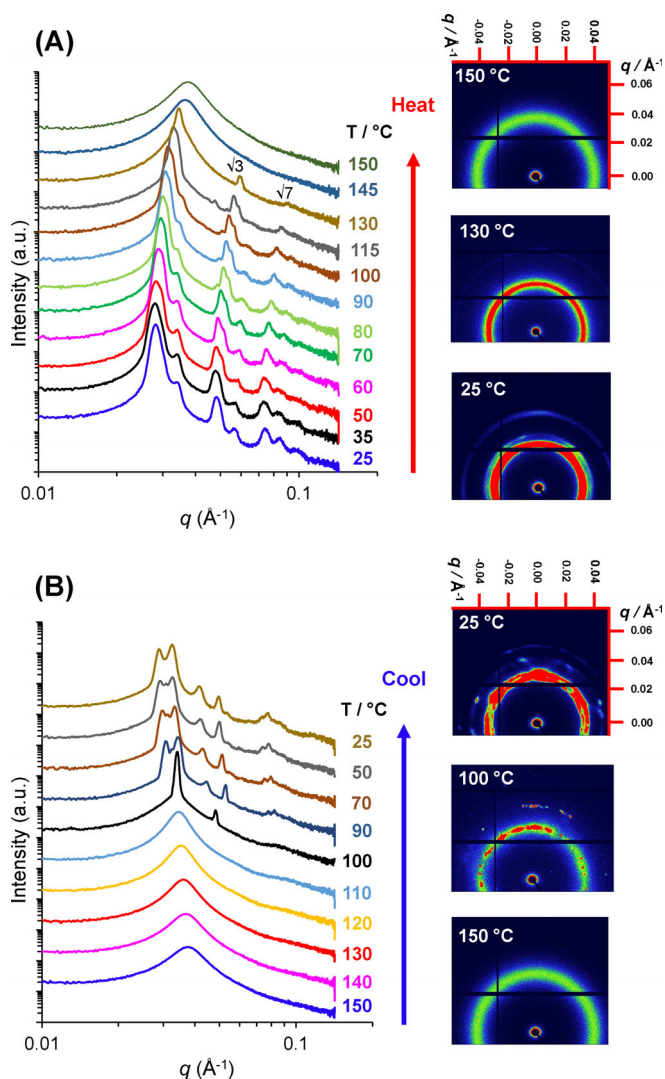 (A)
Intensity (a.u.)
Heat
T / °C
150
145
130
115
100
90
80
70
60
50
35
25
√3
√7
0.01
0.1
q (Å-1)
q / Å-1
-0.04
-0.02
0.00
0.02
0.04
q / Å-1
150 °C
0.06
0.04
0.02
0.00
130 °C
25 °C
(B)
Intensity (a.u.)
Cool
T / °C
25
50
70
90
100
110
120
130
140
150
0.01
0.1
q (Å-1)
q / Å-1
-0.04
-0.02
0.00
0.02
0.04
q / Å-1
25 °C
0.06
0.04
0.02
0.00
100 °C
150 °C